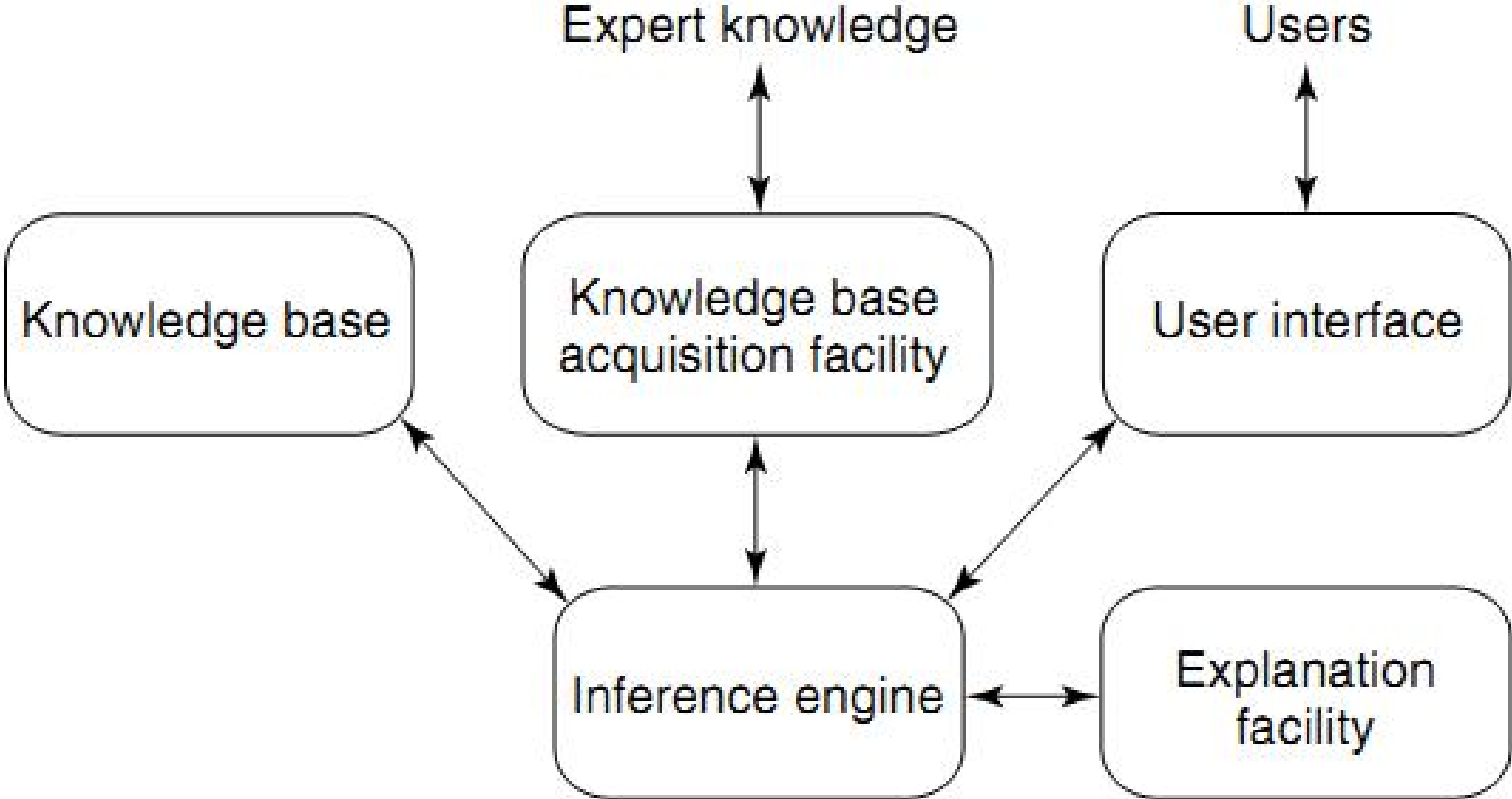 Expert knowledge
Users
Knowledge base
Knowledge base
acquisition facility
User interface
Inference engine
Explanation
facility